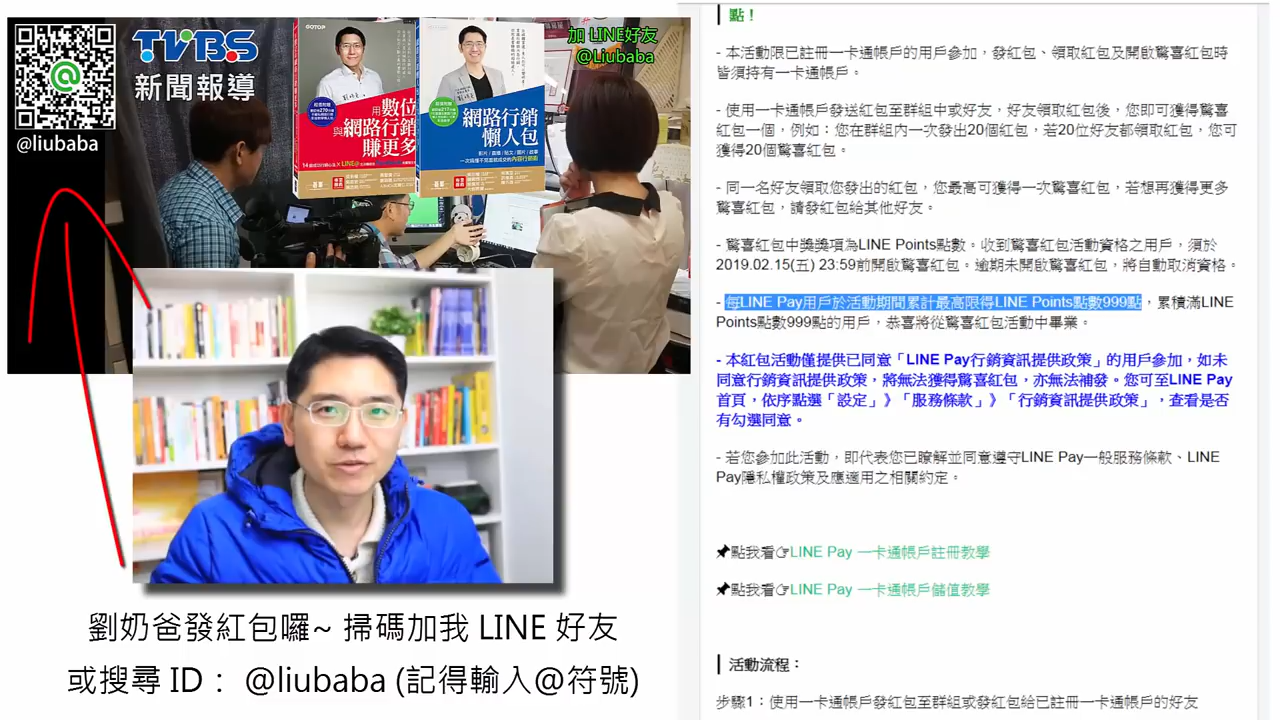 TVBS
新聞報導
@liubaba
加 LINE好友
@Liubaba
GOTOP
用數位
與網路行銷
賺更多
網路行銷
懶人包
劉奶爸發紅包囉~ 掃碼加我 LINE 好友
或搜尋 ID： @liubaba (記得輸入@符號)
點！
- 本活動限已註冊一卡通帳戶的用戶參加，發紅包、領取紅包及開啟驚喜紅包時
皆須持有一卡通帳戶。
- 使用一卡通帳戶發送紅包至群組中或好友，好友領取紅包後，您即可獲得驚喜
紅包一個，例如：您在群組內一次發出20個紅包，若20位好友都領取紅包，您可
獲得20個驚喜紅包。
- 同一名好友領取您發出的紅包，您最高可獲得一次驚喜紅包，若想再獲得更多
驚喜紅包，請發紅包給其他好友。
- 驚喜紅包中獎獎項為LINE Points點數。收到驚喜紅包活動資格之用戶，須於
2019.02.15(五) 23:59前開啟驚喜紅包。逾期未開啟驚喜紅包，將自動取消資格。
- 每LINE Pay用戶於活動期間累計最高限得LINE Points點數999點，累積滿LINE
Points點數999點的用戶，恭喜將從驚喜紅包活動中畢業。
- 本紅包活動僅提供已同意「LINE Pay行銷資訊提供政策」的用戶參加，如未
同意行銷資訊提供政策，將無法獲得驚喜紅包，亦無法補發。您可至LINE Pay
首頁，依序點選「設定」》「服務條款」》「行銷資訊提供政策」，查看是否
有勾選同意。
- 若您參加此活動，即代表您已瞭解並同意遵守LINE Pay一般服務條款、LINE
Pay隱私權政策及應適用之相關約定。
📌點我看👉LINE Pay 一卡通帳戶註冊教學
📌點我看👉LINE Pay 一卡通帳戶儲值教學
活動流程：
步驟1：使用一卡通帳戶發紅包至群組或發紅包給已註冊一卡通帳戶的好友